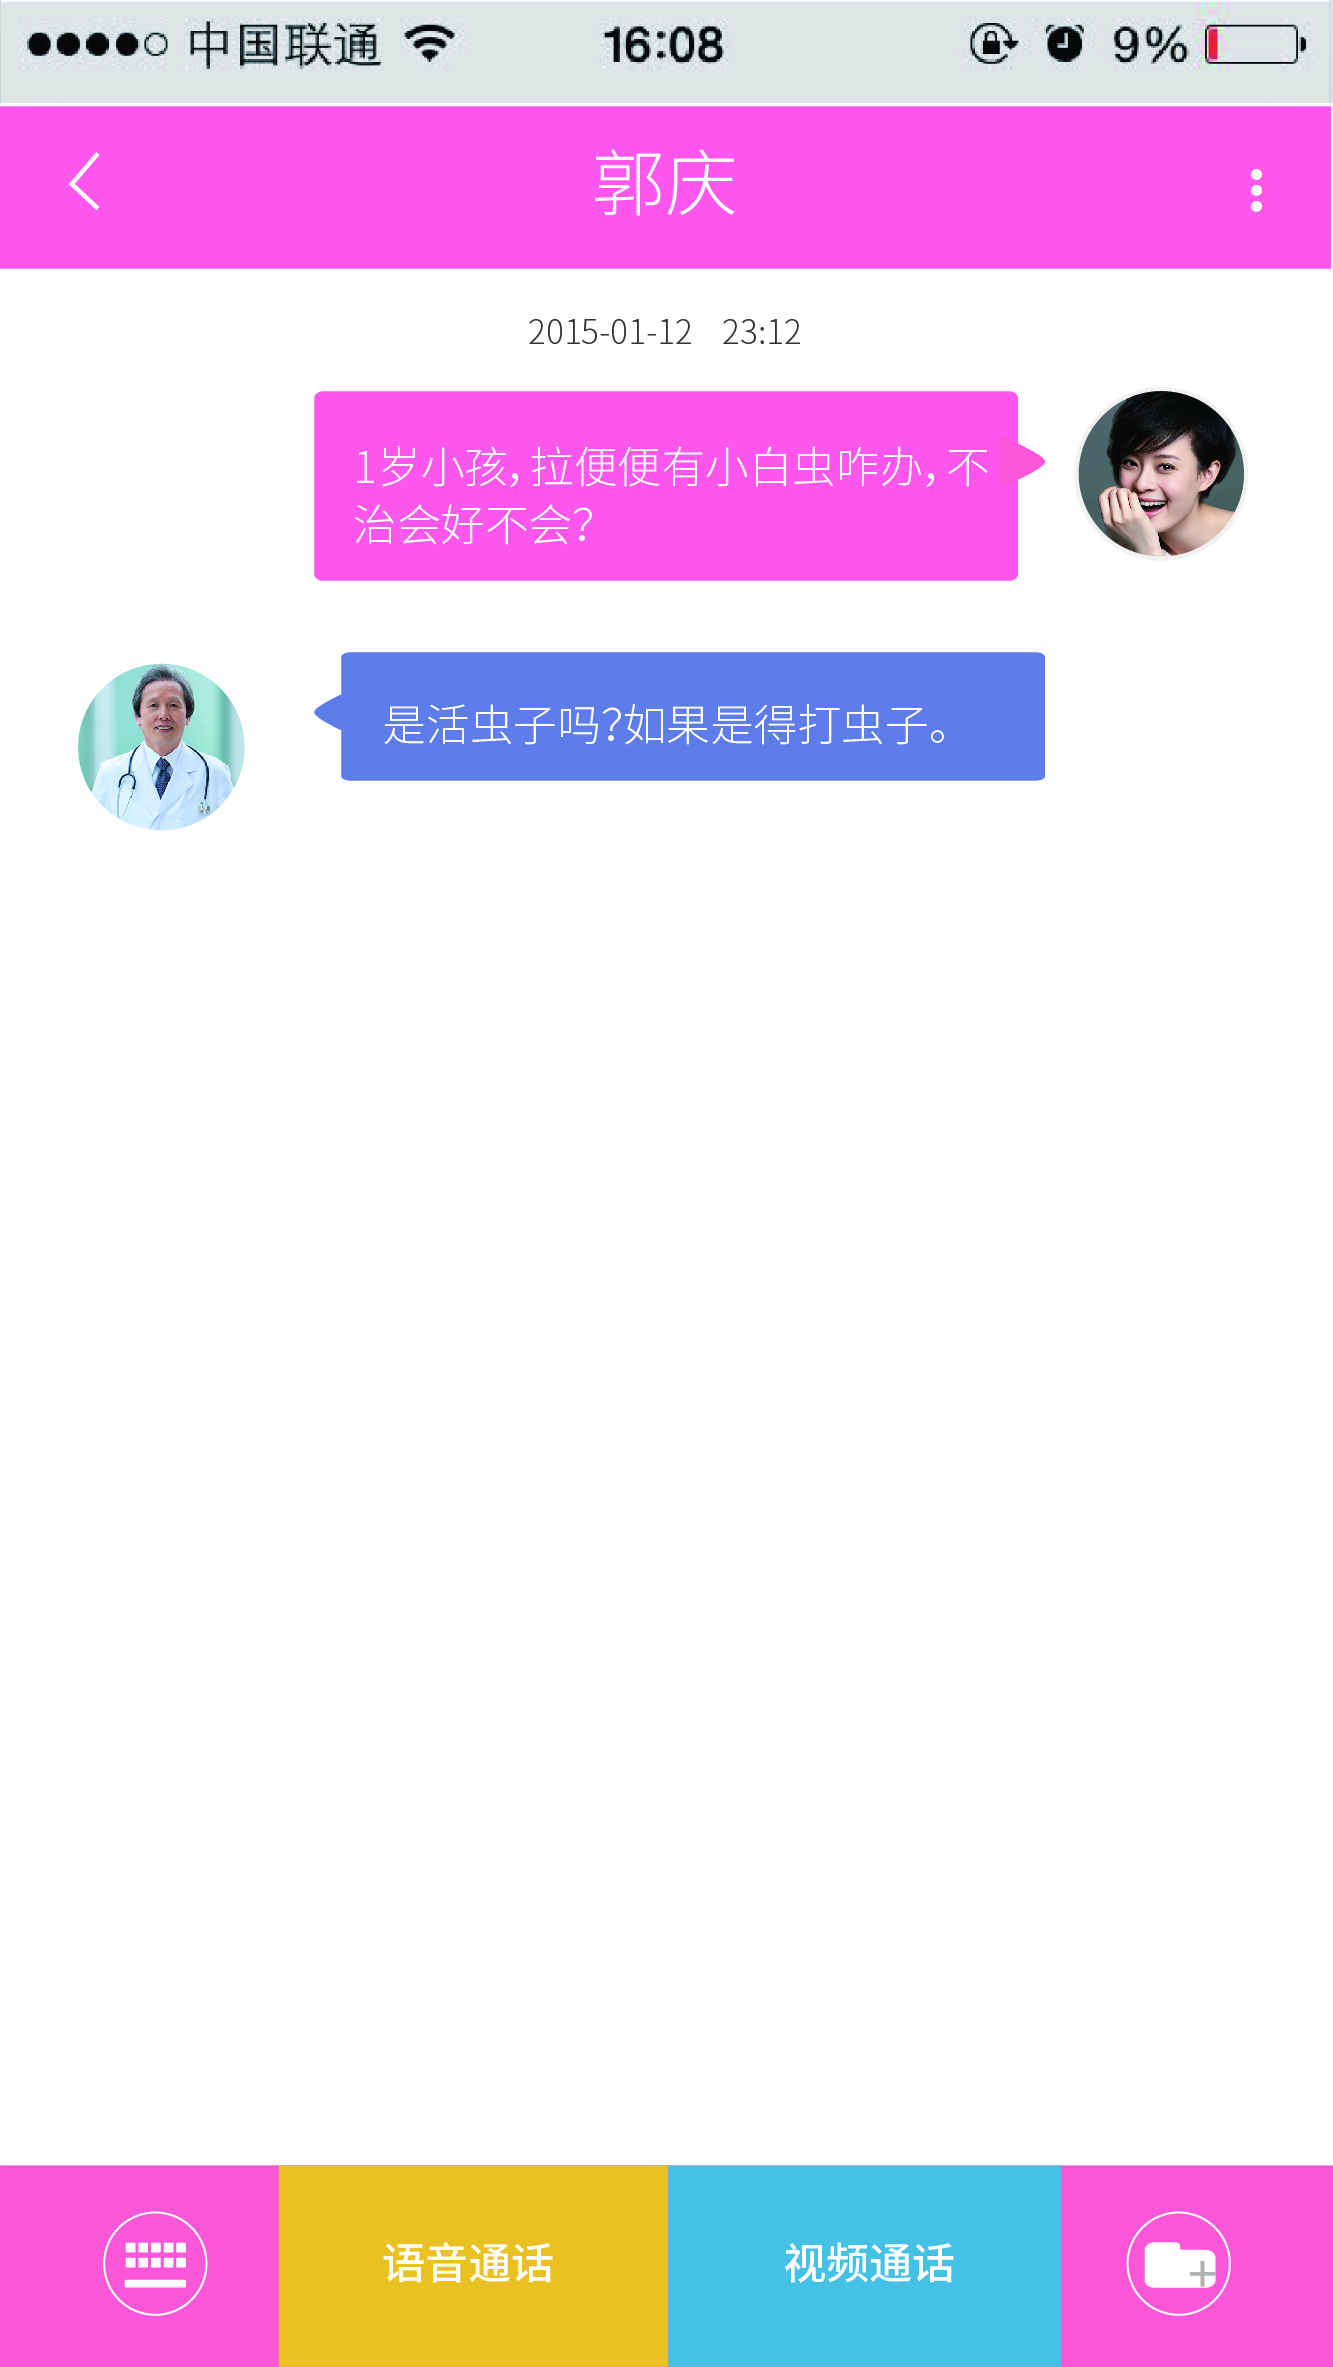 中国联通 16:08 9%
郭庆
2015-01-12 23:12
1岁小孩，拉便便有小白虫咋办，不
治会好不会？
是活虫子吗？如果是得打虫子。
语音通话 视频通话